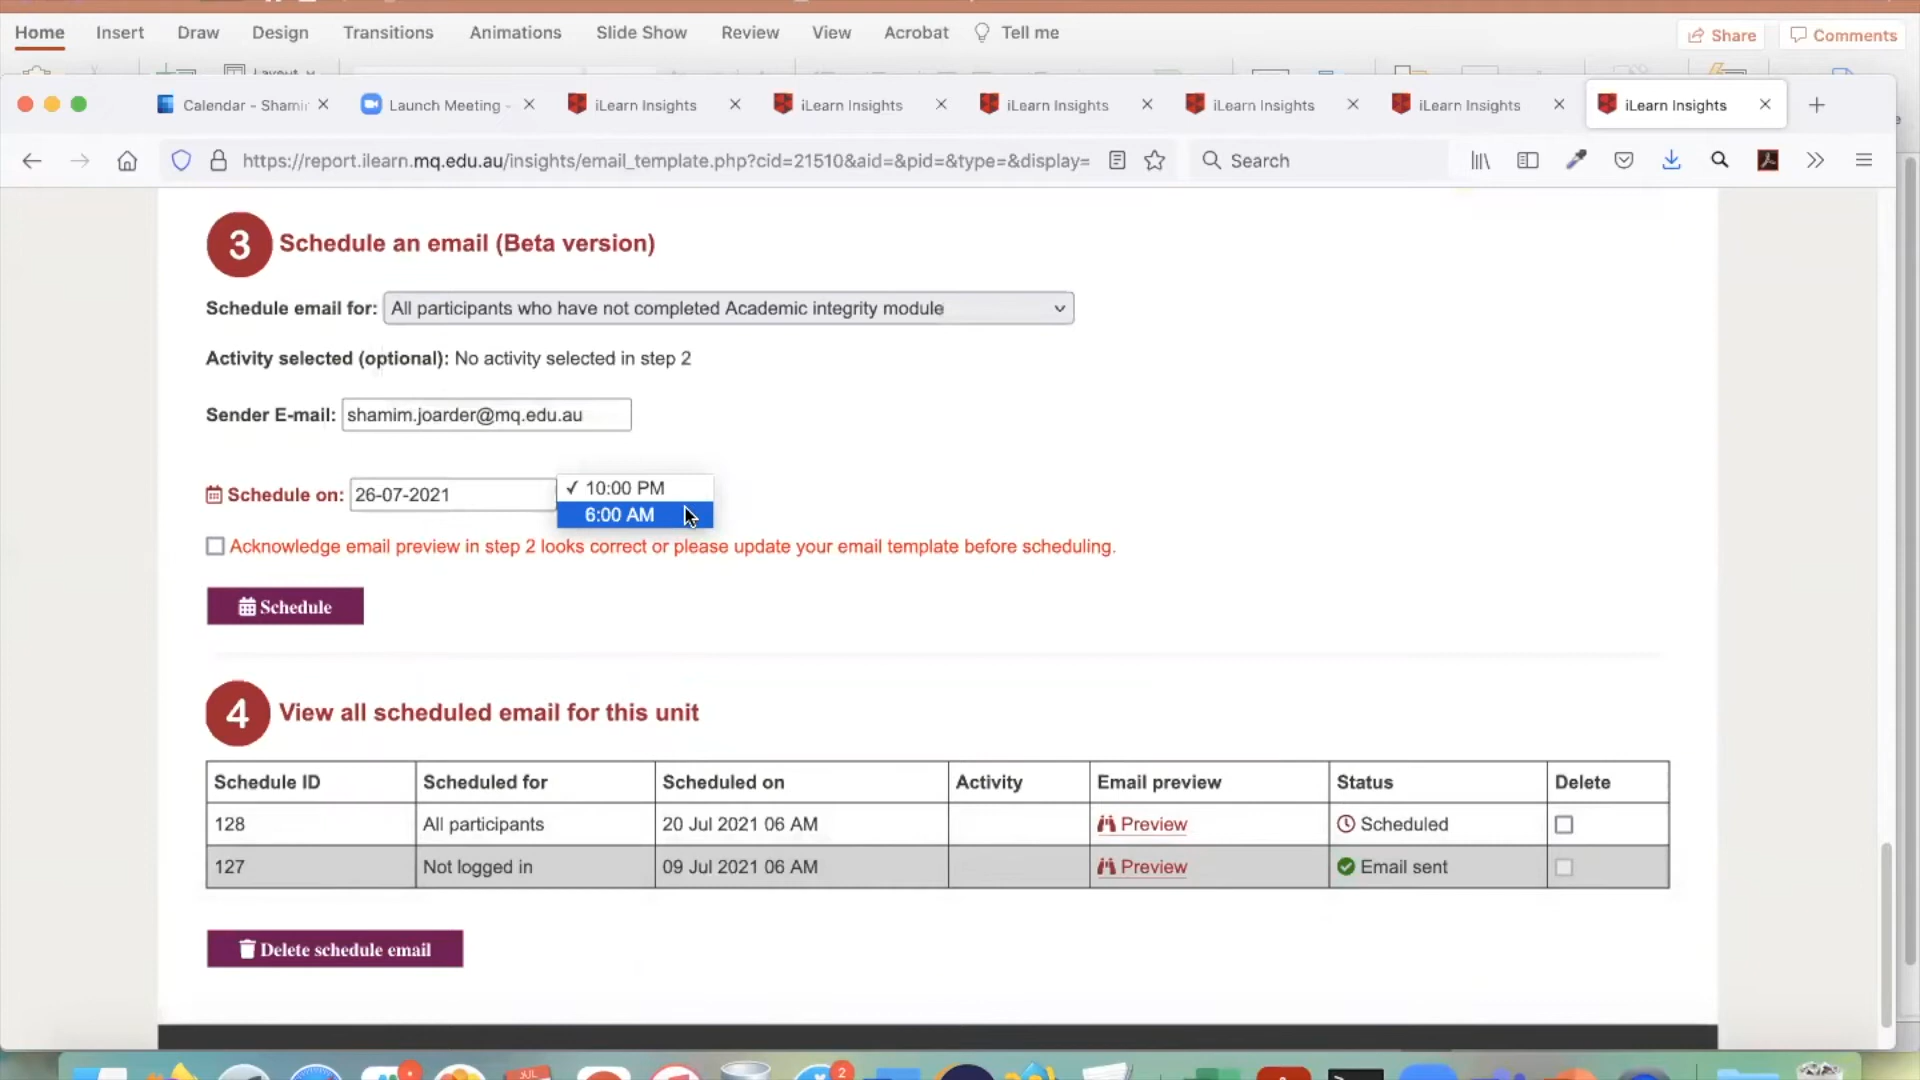 Home Insert Draw Design Transitions Animations Slide Show Review View Acrobat Tell me Share Comments
Layout
Calendar - Shami Launch Meeting - iLearn Insights iLearn Insights iLearn Insights iLearn Insights iLearn Insights iLearn Insights
https://report.ilearn.mq.edu.au/insights/email_template.php?cid=21510&aid=&pid=&type=&display= Search
3 Schedule an email (Beta version)
Schedule email for: All participants who have not completed Academic integrity module
Activity selected (optional): No activity selected in step 2
Sender E-mail: shamim.joarder@mq.edu.au
✓ 10:00 PM
Schedule on: 26-07-2021
6:00 AM
Acknowledge email preview in step 2 looks correct or please update your email template before scheduling.
Schedule
4 View all scheduled email for this unit
Schedule ID Scheduled for Scheduled on Activity Email preview Status Delete
128 All participants 20 Jul 2021 06 AM Preview Scheduled
127 Not logged in 09 Jul 2021 06 AM Preview Email sent
Delete schedule email
JUL 2